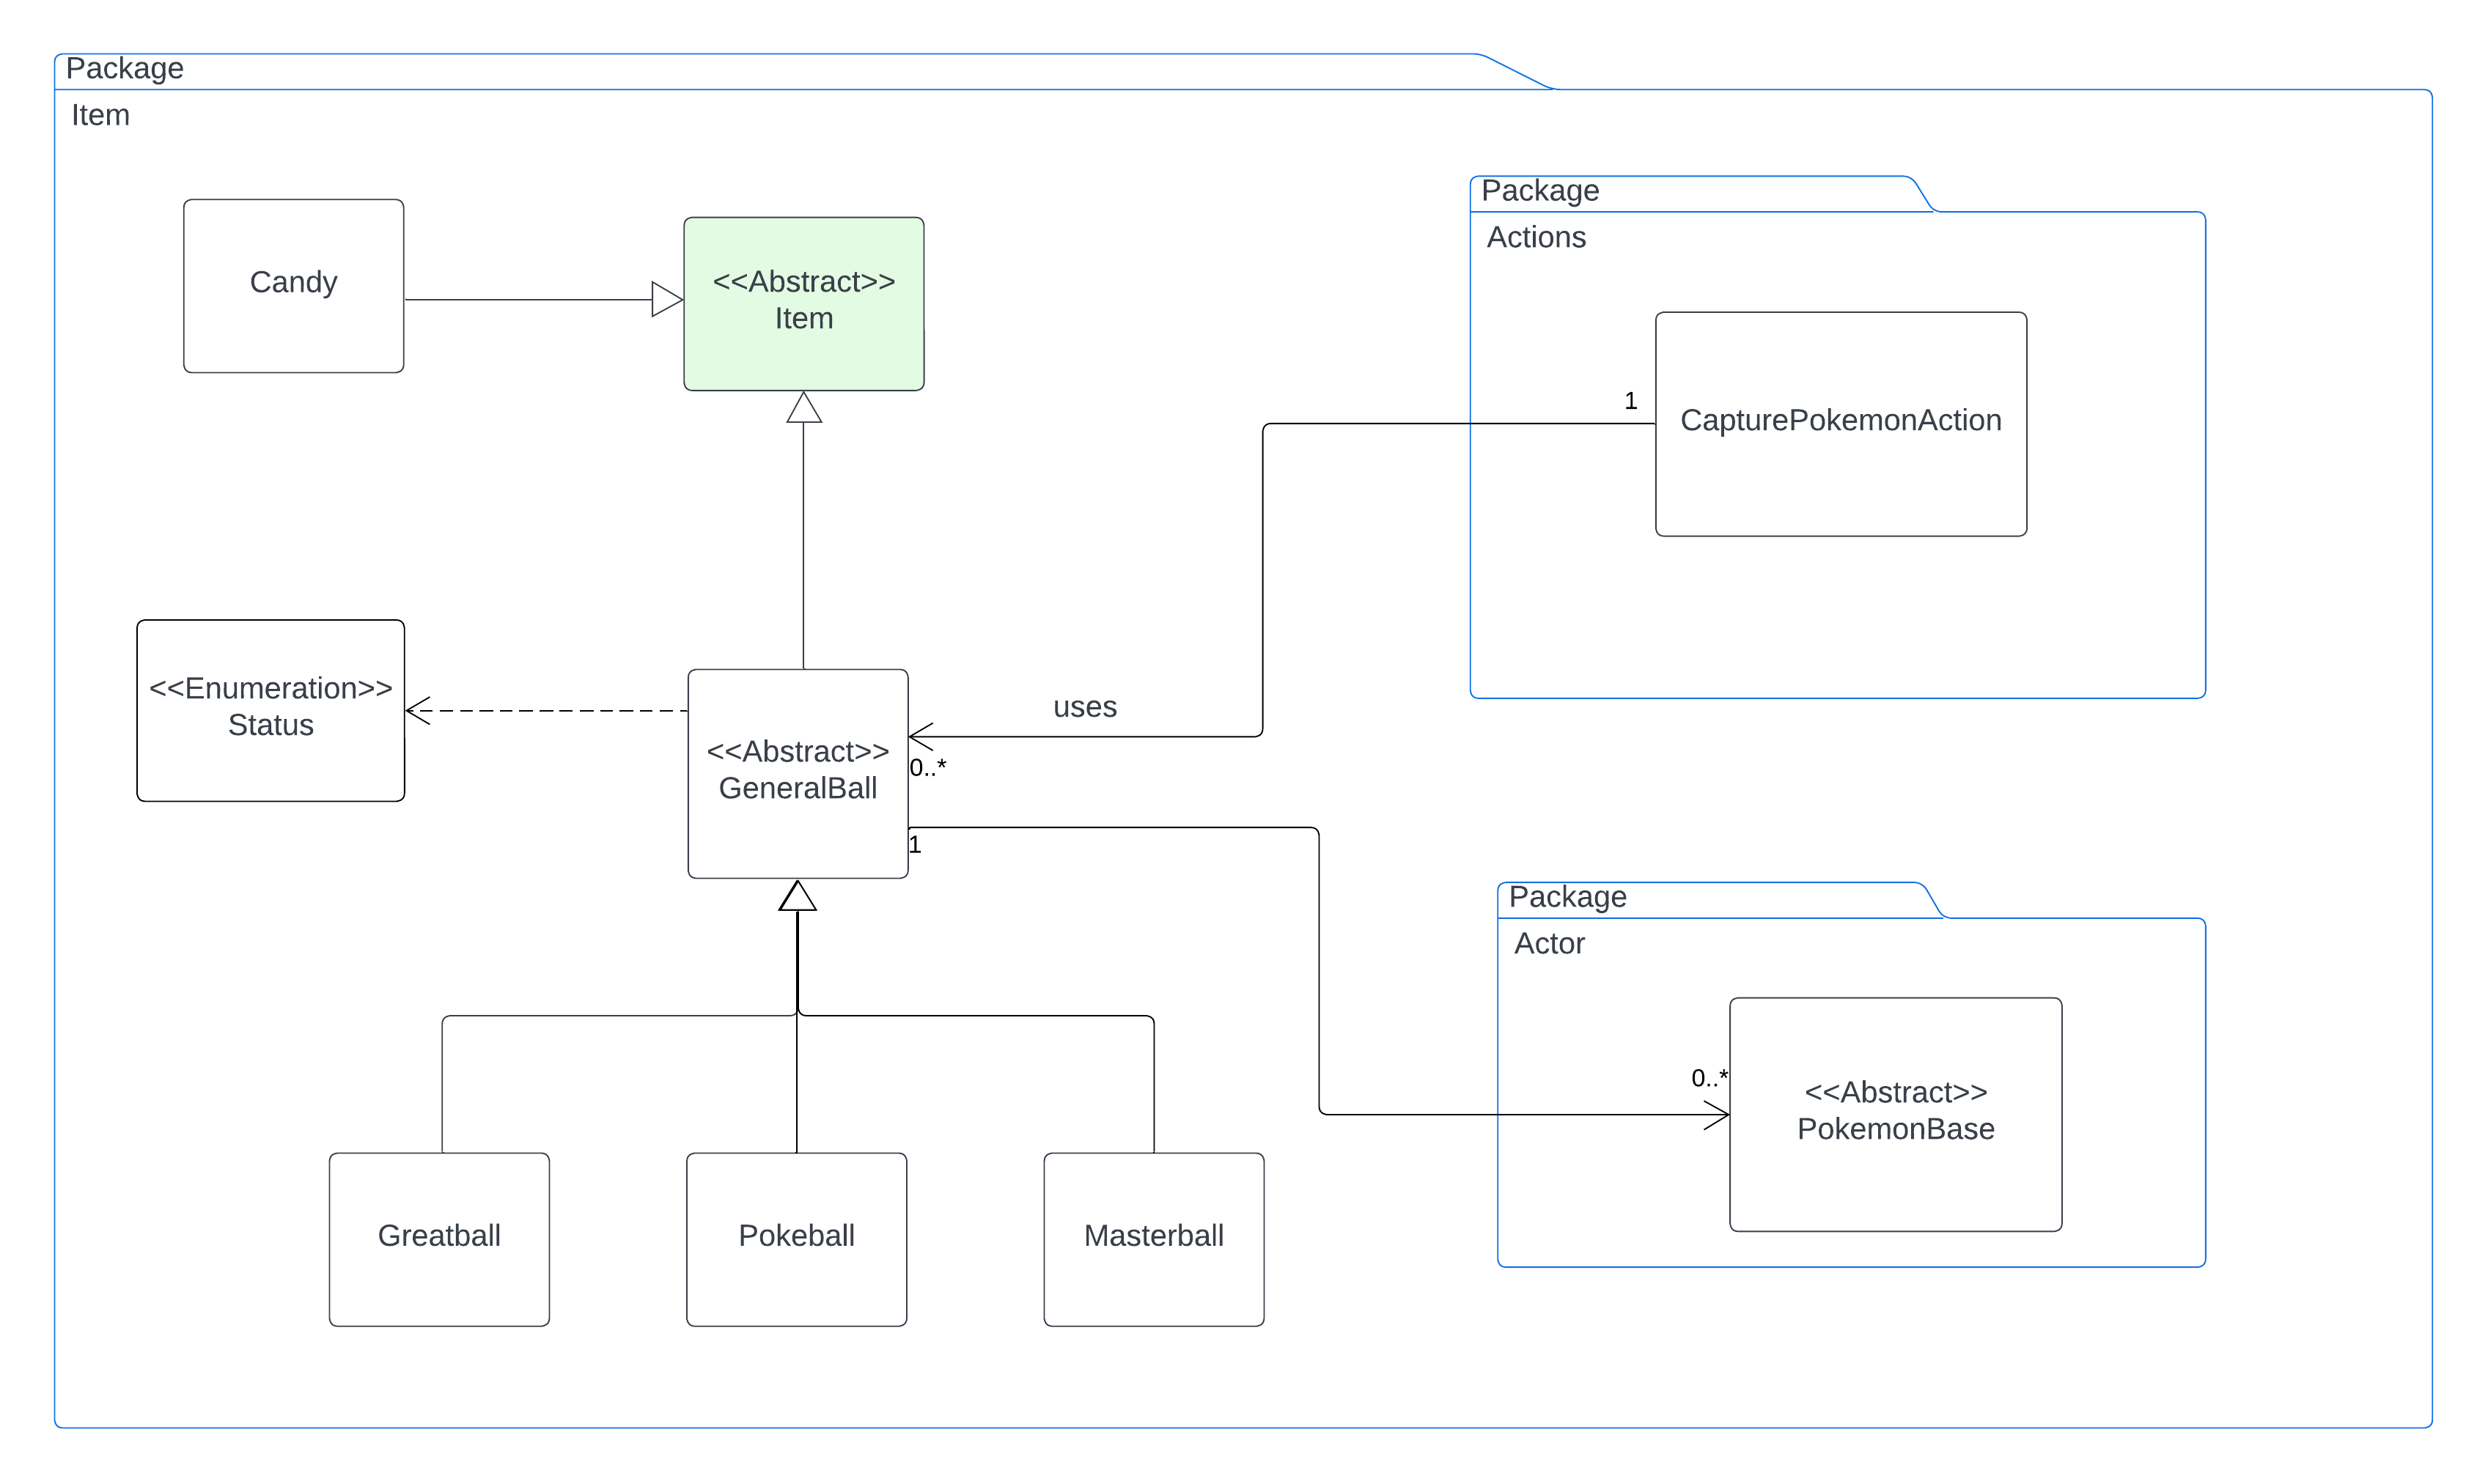 Package
Item
Package
Actions
Candy
<<Abstract>>
Item
1
CapturePokemonAction
<<Enumeration>>
Status
uses
<<Abstract>>
GeneralBall
0..*
1
Package
Actor
0..*
<<Abstract>>
PokemonBase
Greatball
Pokeball
Masterball